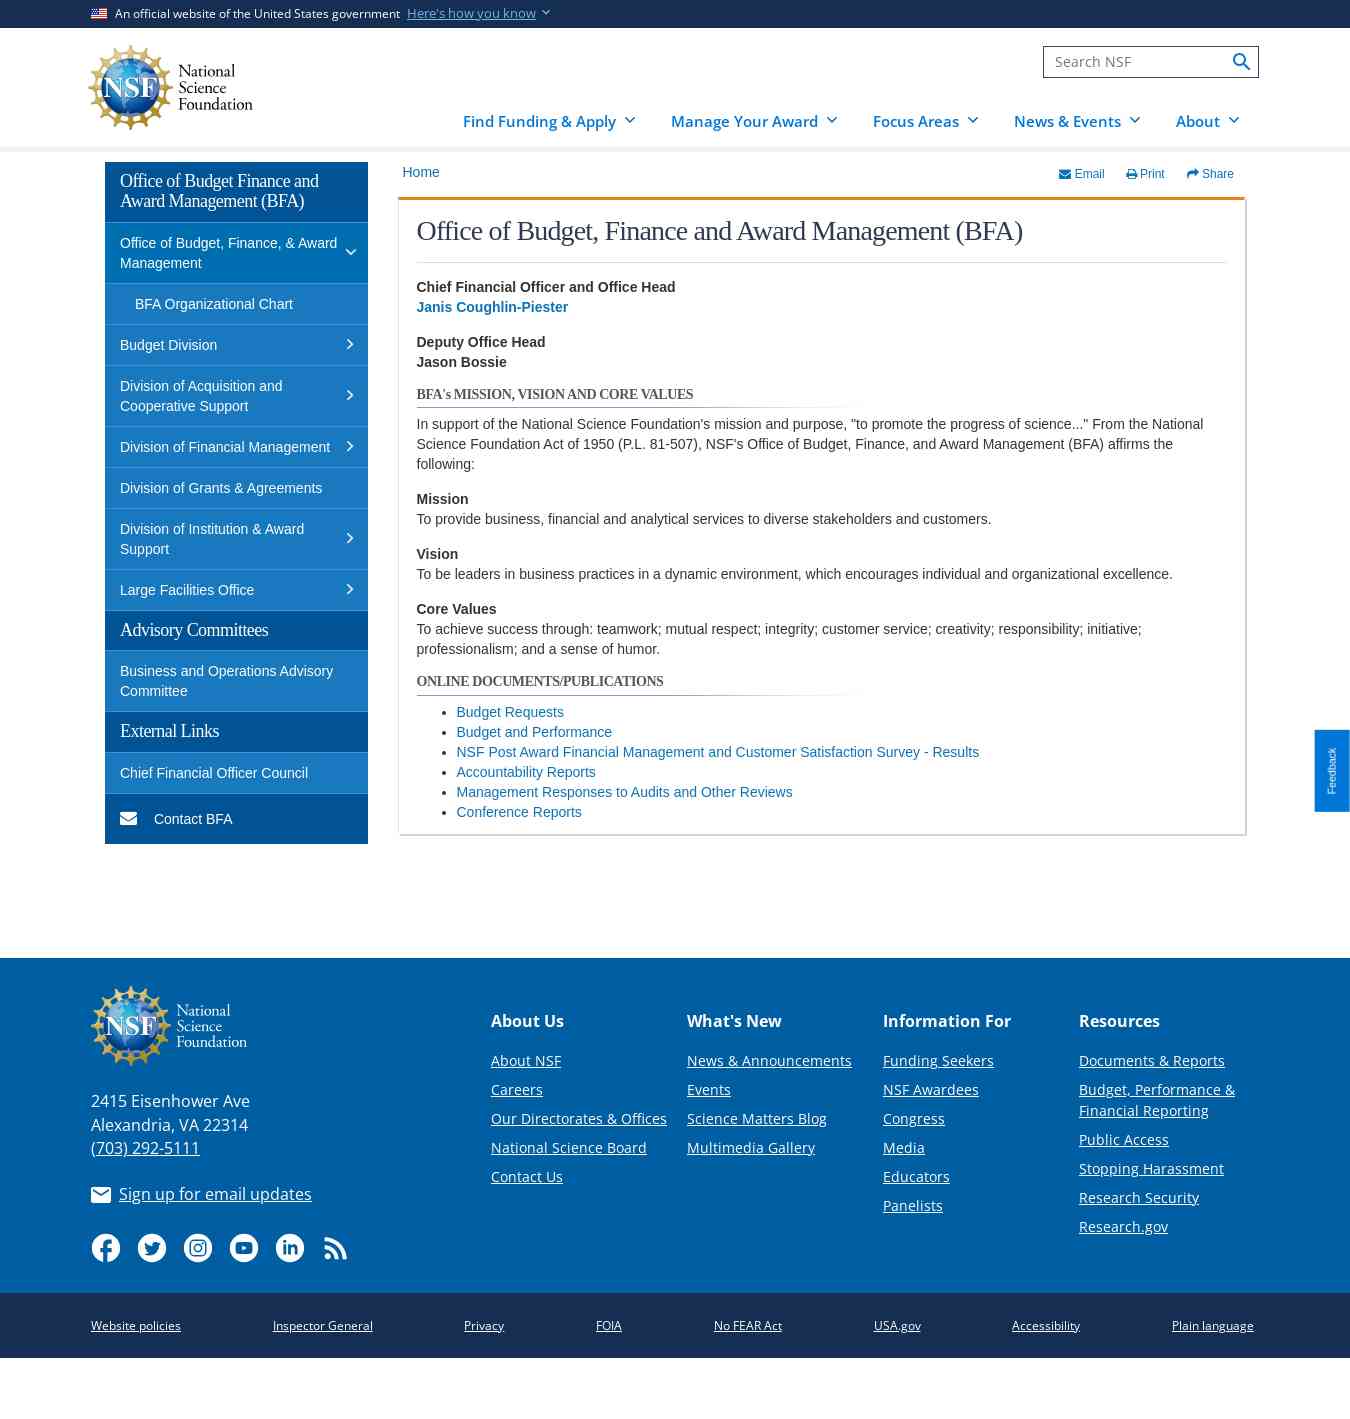 An official website of the United States government Here's how you know
NSF
National
Science
Foundation
Search NSF
Find Funding & Apply Manage Your Award Focus Areas News & Events About
Office of Budget Finance and
Award Management (BFA)
Office of Budget, Finance, & Award
Management
BFA Organizational Chart
Budget Division
Division of Acquisition and
Cooperative Support
Division of Financial Management
Division of Grants & Agreements
Division of Institution & Award
Support
Large Facilities Office
Advisory Committees
Business and Operations Advisory
Committee
External Links
Chief Financial Officer Council
Contact BFA
Home
Email Print Share
Office of Budget, Finance and Award Management (BFA)
Chief Financial Officer and Office Head
Janis Coughlin-Piester
Deputy Office Head
Jason Bossie
BFA's MISSION, VISION AND CORE VALUES
In support of the National Science Foundation's mission and purpose, "to promote the progress of science..." From the National
Science Foundation Act of 1950 (P.L. 81-507), NSF's Office of Budget, Finance, and Award Management (BFA) affirms the
following:
Mission
To provide business, financial and analytical services to diverse stakeholders and customers.
Vision
To be leaders in business practices in a dynamic environment, which encourages individual and organizational excellence.
Core Values
To achieve success through: teamwork; mutual respect; integrity; customer service; creativity; responsibility; initiative;
professionalism; and a sense of humor.
ONLINE DOCUMENTS/PUBLICATIONS
Budget Requests
Budget and Performance
NSF Post Award Financial Management and Customer Satisfaction Survey - Results
Accountability Reports
Management Responses to Audits and Other Reviews
Conference Reports
Feedback
NSF
National
Science
Foundation
2415 Eisenhower Ave
Alexandria, VA 22314
(703) 292-5111
Sign up for email updates
About Us
About NSF
Careers
Our Directorates & Offices
National Science Board
Contact Us
What's New
News & Announcements
Events
Science Matters Blog
Multimedia Gallery
Information For
Funding Seekers
NSF Awardees
Congress
Media
Educators
Panelists
Resources
Documents & Reports
Budget, Performance &
Financial Reporting
Public Access
Stopping Harassment
Research Security
Research.gov
Website policies Inspector General Privacy FOIA No FEAR Act USA.gov Accessibility Plain language